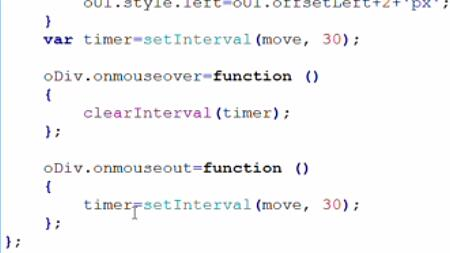 oUl.style.left=oUl.offsetLeft+2+'px';
}
var timer=setInterval(move, 30);
oDiv.onmouseover=function ()
{
clearInterval(timer);
};
oDiv.onmouseout=function ()
{
timer=setInterval(move, 30);
};
};